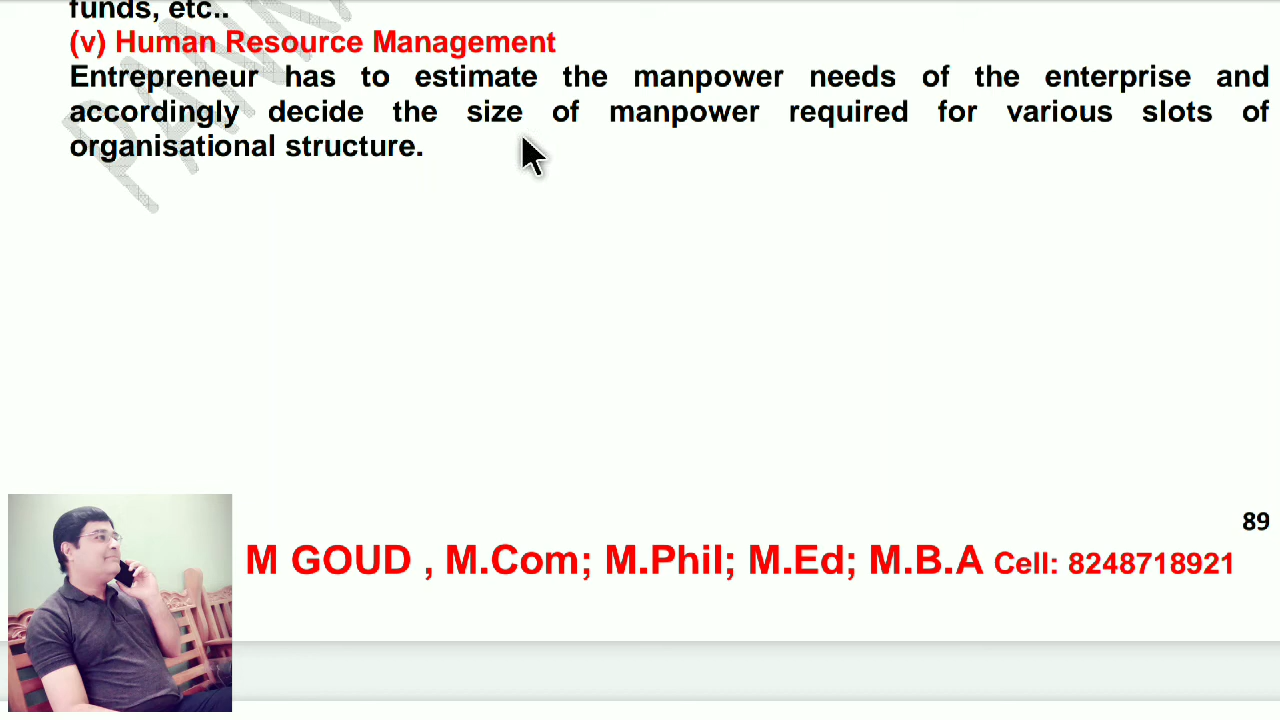 funds, etc..
(v) Human Resource Management
Entrepreneur has to estimate the manpower needs of the enterprise and
accordingly decide the size of manpower required for various slots of
organisational structure.
89
M GOUD , M.Com; M.Phil; M.Ed; M.B.A Cell: 8248718921